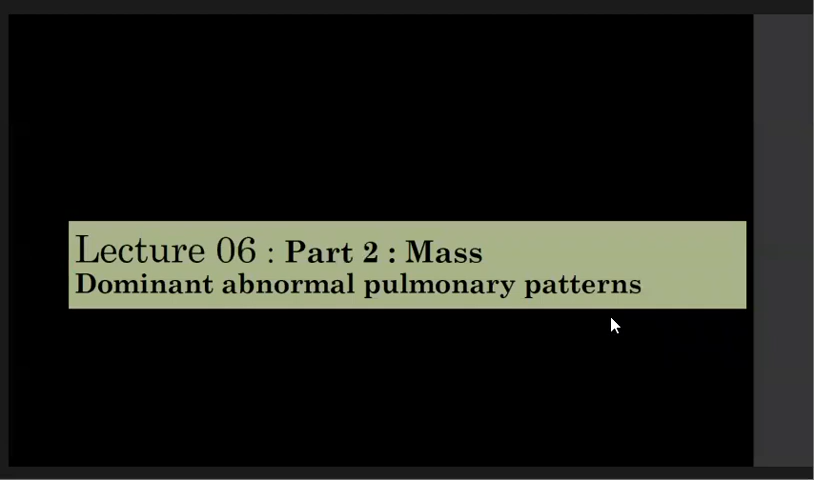 Lecture 06 : Part 2 : Mass
Dominant abnormal pulmonary patterns